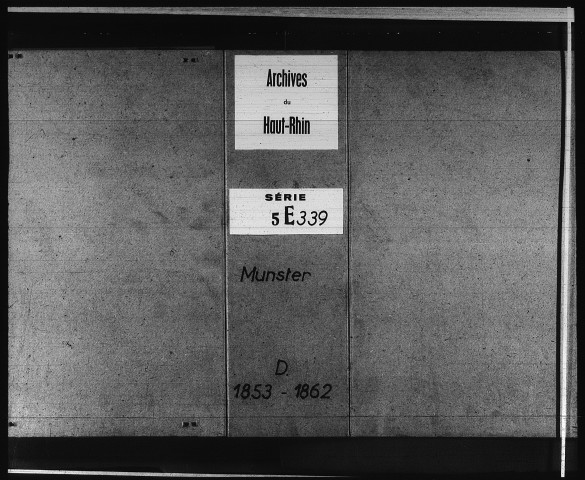 Archives
du
Haut-Rhin
SÉRIE
5 E 339
Munster
D.
1853 - 1862